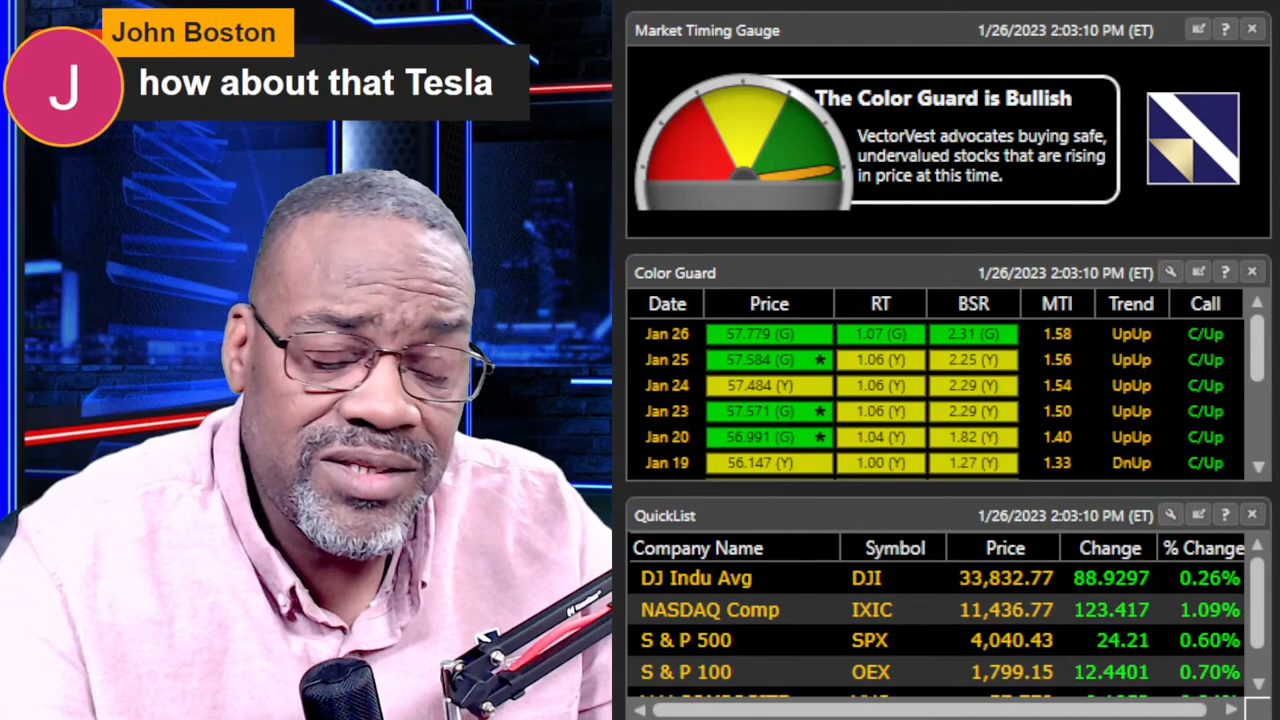 John Boston
J
how about that Tesla
Market Timing Gauge 1/26/2023 2:03:10 PM (ET) ?
The Color Guard is Bullish
VectorVest advocates buying safe,
undervalued stocks that are rising
in price at this time.
Color Guard 1/26/2023 2:03:10 PM (ET) ?
Date Price RT BSR MTI Trend Call
Jan 26 57.779 (G) 1.07 (G) 2.31 (G) 1.58 UpUp C/Up
Jan 25 57.584 (G) * 1.06 (Y) 2.25 (Y) 1.56 UpUp C/Up
Jan 24 57.484 (Y) 1.06 (Y) 2.29 (Y) 1.54 UpUp C/Up
Jan 23 57.571 (G) * 1.06 (Y) 2.29 (Y) 1.50 UpUp C/Up
Jan 20 56.991 (G) * 1.04 (Y) 1.82 (Y) 1.40 UpUp C/Up
Jan 19 56.147 (Y) 1.00 (Y) 1.27 (Y) 1.33 DnUp C/Up
QuickList 1/26/2023 2:03:10 PM (ET) ?
Company Name Symbol Price Change % Change
DJ Indu Avg DJI 33,832.77 88.9297 0.26%
NASDAQ Comp IXIC 11,436.77 123.417 1.09%
S & P 500 SPX 4,040.43 24.21 0.60%
S & P 100 OEX 1,799.15 12.4401 0.70%